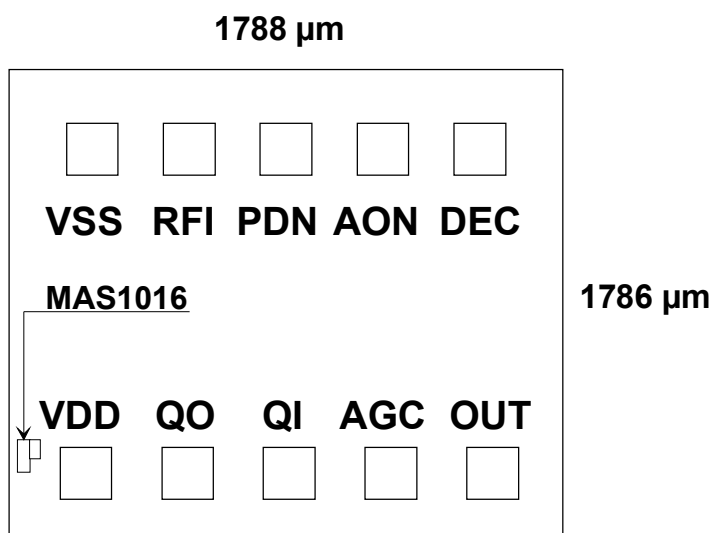 1788 µm
VSS RFI PDN AON DEC
MAS1016
1786 µm
VDD QO QI AGC OUT